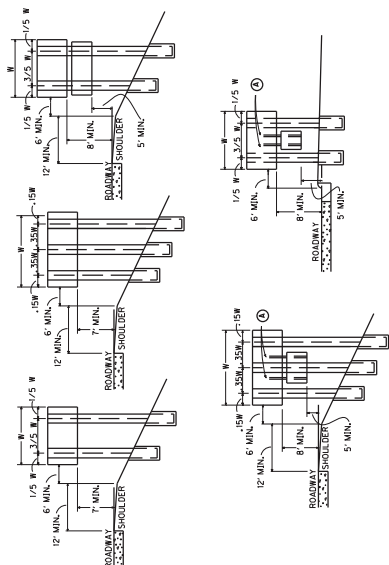 W
1/5 W
3/5 W
1/5 W
6' MIN.
12' MIN.
8' MIN.
5' MIN.
ROADWAY
SHOULDER
W
.15W
.35W
.35W
.15W
6' MIN.
12' MIN.
7' MIN.
ROADWAY
SHOULDER
W
1/5 W
3/5 W
1/5 W
6' MIN.
12' MIN.
7' MIN.
ROADWAY
SHOULDER
W
1/5 W
3/5 W
1/5 W
A
6' MIN.
8' MIN.
5' MIN.
ROADWAY
W
.15W
.35W
.35W
.15W
A
6' MIN.
12' MIN.
8' MIN.
5' MIN.
ROADWAY
SHOULDER